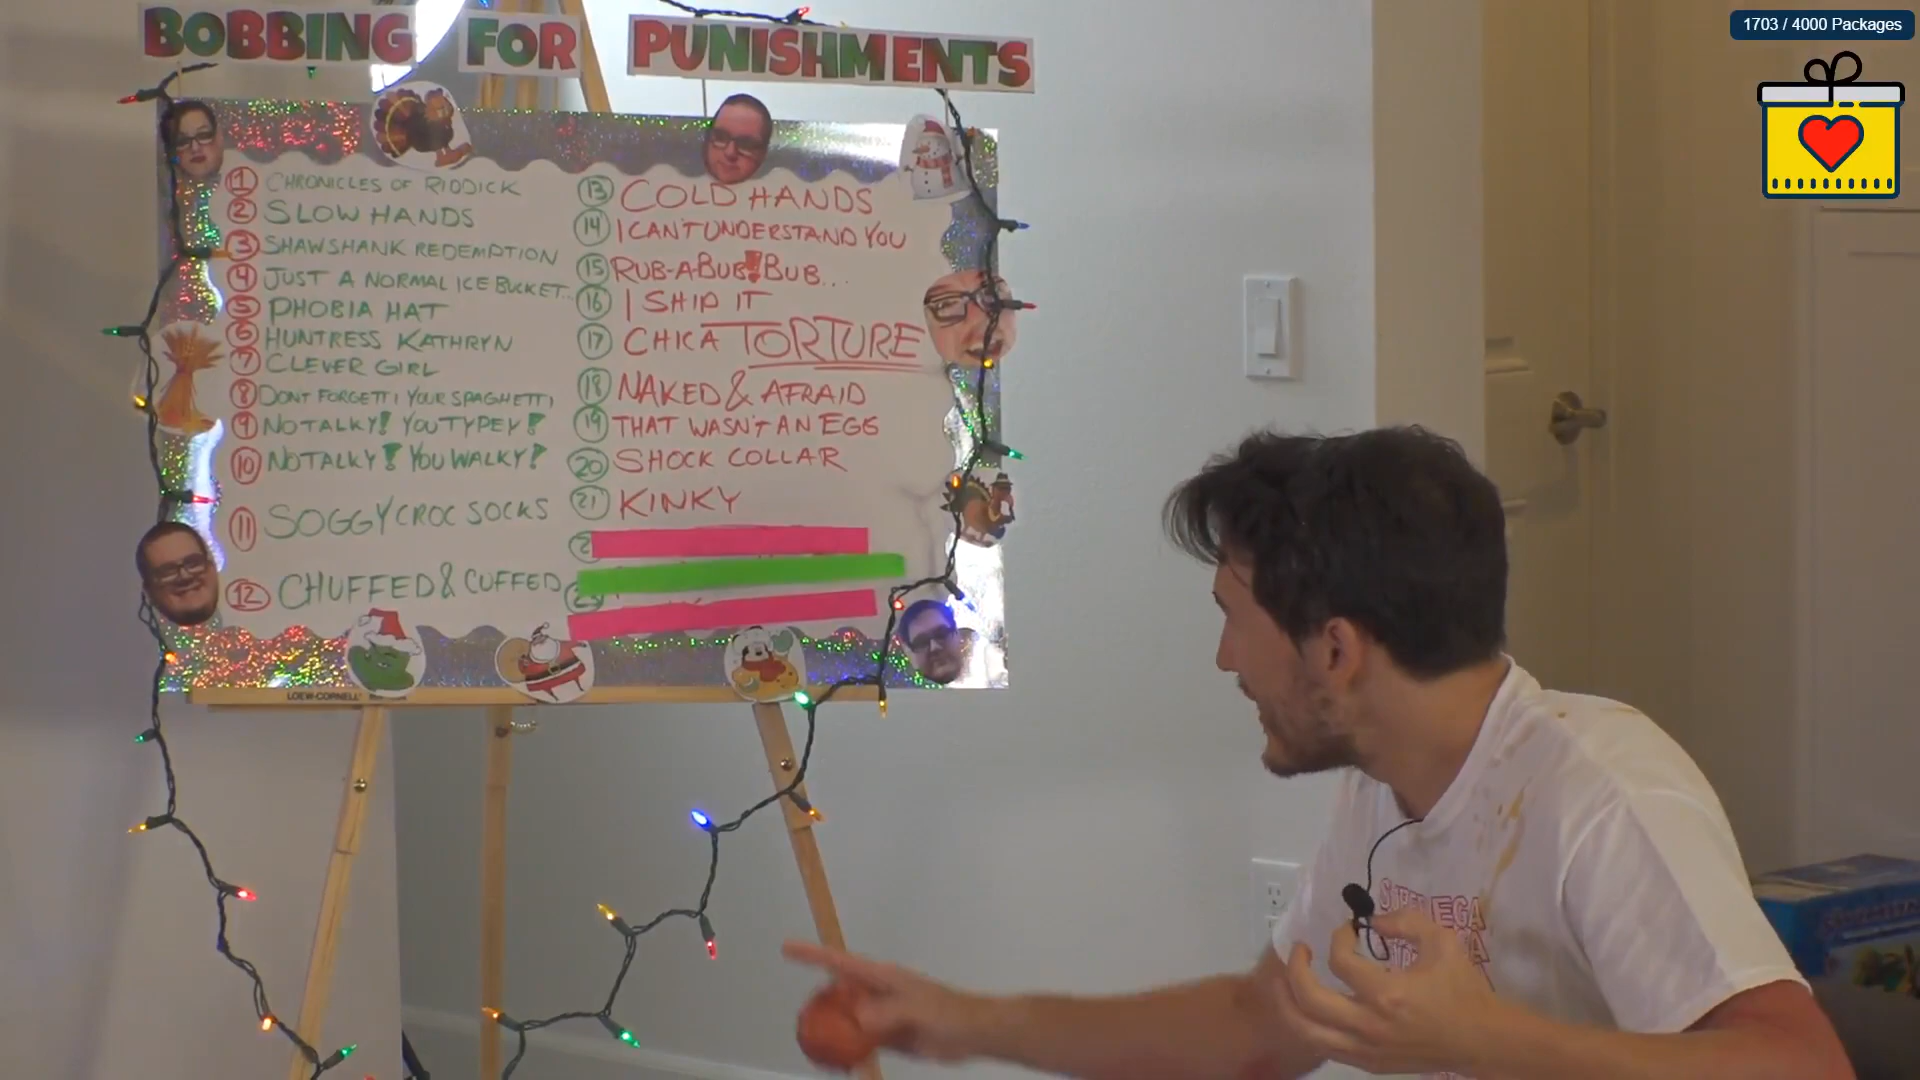 1703 / 4000 Packages
BOBBING FOR PUNISHMENTS
1 CHRONICLES OF RIDDICK
2 SLOW HANDS
3 SHAWSHANK REDEMPTION
4 JUST A NORMAL ICE BUCKET...
5 PHOBIA HAT
6 HUNTRESS KATHRYN
7 CLEVER GIRL
8 DONT FORGETTI YOUR SPAGHETTI
9 NO TALKY! YOU TYPEY!
10 NO TALKY! YOU WALKY!
11 SOGGY CROC SOCKS
12 CHUFFED & CUFFED
13 COLD HANDS
14 I CAN'T UNDERSTAND YOU
15 RUB-A-BUB! BUB...
16 I SHIP IT
17 CHICA TORTURE
18 NAKED & AFRAID
19 THAT WASN'T AN EGG
20 SHOCK COLLAR
21 KINKY
2
LOEW-CORNELL